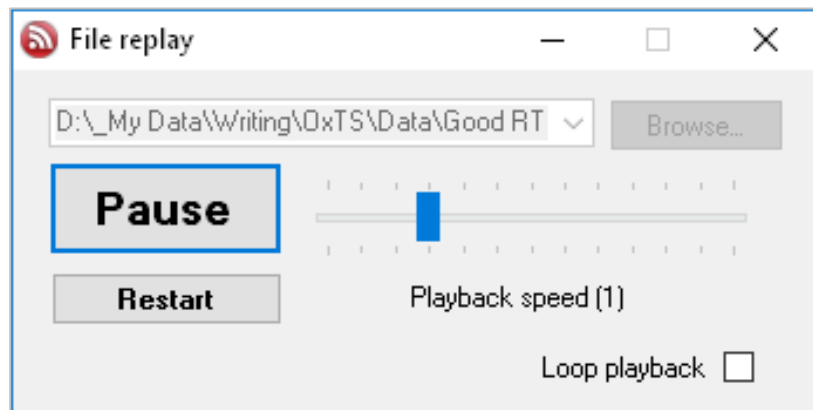 File replay
D:\_My Data\Writing\OxTS\Data\Good RT
Browse...
Pause
Restart
Playback speed (1)
Loop playback